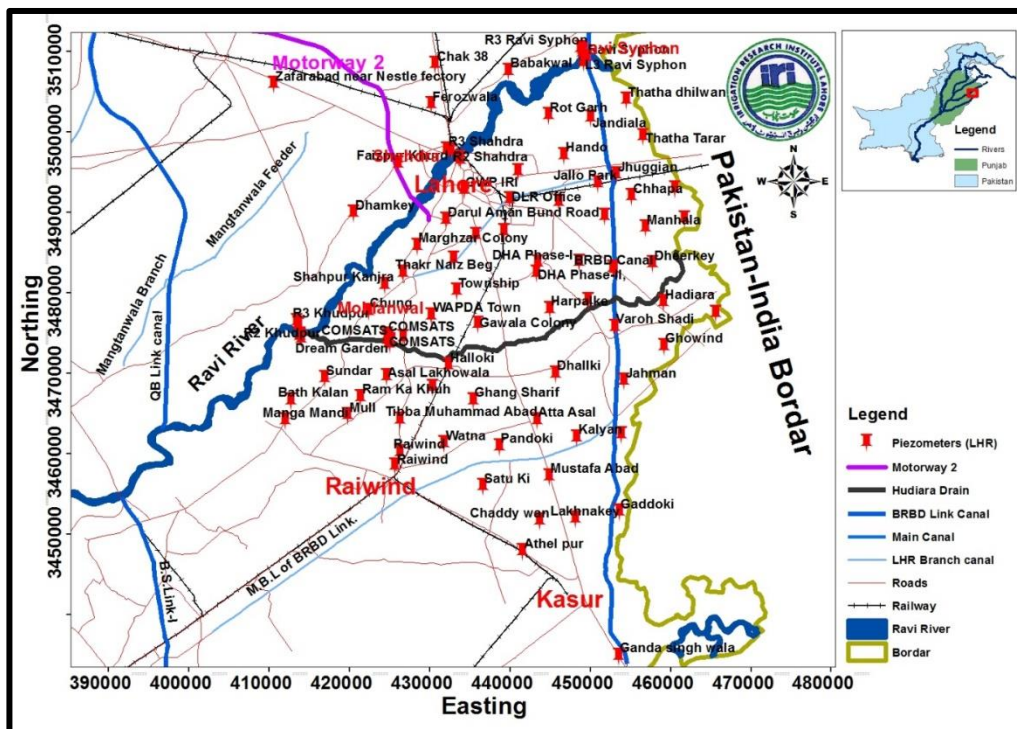 Northing
3510000
3500000
3490000
3480000
3470000
3460000
3450000
390000 400000 410000 420000 430000 440000 450000 460000 470000 480000
Easting
Motorway 2
Chak 38
R3 Ravi Syphon
Babakwal
L3 Ravi Syphon
Zafarabad near Nestle fectory
Ferozwala
Thatha dhilwan
Rot Garh
Jandiala
Thatha Tarar
R3 Shahdra
R2 Shahdra
Hando
Jhuggian
Jallo Park
GWP IRI
Lahore
DLR Office
Chhapa
Mangtanwala Feeder
Dhamkey
Darul Aman Bund Road
Manhala
Marghzar Colony
DHA Phase-I
BRBD Canal
Dheerkey
DHA Phase-II,
Thakr Naiz Beg
Shahpur Kanjra
Township
Mangtanwala Branch
QB Link canal
Chung
WAPDA Town
Harpalke
Hadiara
R3 Khudpur
COMSATS
COMSATS
COMSATS
Gawala Colony
Varoh Shadi
Dream Garden
Ghowind
Ravi River
Halloki
Sundar
Asal Lakhowala
Dhallki
Jahman
Bath Kalan
Ram Ka Khuh
Ghang Sharif
Manga Mandi
Mull
Tibba Muhammad Abad
Atta Asal
Raiwind
Watna
Pandoki
Kalyan
Raiwind
Raiwind
Satu Ki
Mustafa Abad
Chaddy wen
Lakhnakey
Gaddoki
Athel pur
M.B.L of BRBD Link.
B.S.Link-I
Kasur
Ganda singh wala
Pakistan-India Bordar
IRRIGATION RESEARCH INSTITUTE LAHORE
iri
N
W E
S
Legend
Rivers
Punjab
Pakistan
Legend
Piezometers (LHR)
Motorway 2
Hudiara Drain
BRBD Link Canal
Main Canal
LHR Branch canal
Roads
Railway
Ravi River
Bordar